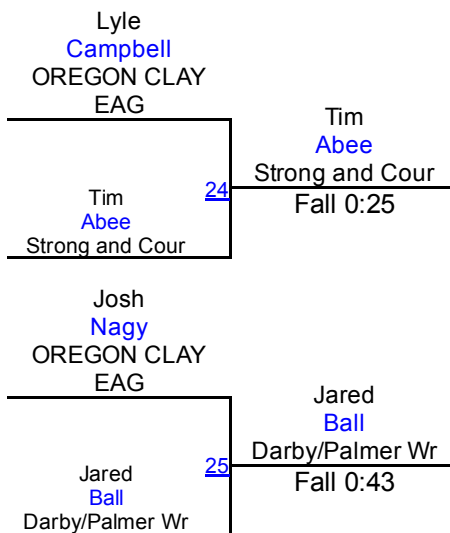 Lyle
Campbell
OREGON CLAY
EAG
Tim
Abee
Strong and Cour
24
Tim
Abee
Strong and Cour
Fall 0:25
Josh
Nagy
OREGON CLAY
EAG
Jared
Ball
Darby/Palmer Wr
25
Jared
Ball
Darby/Palmer Wr
Fall 0:43